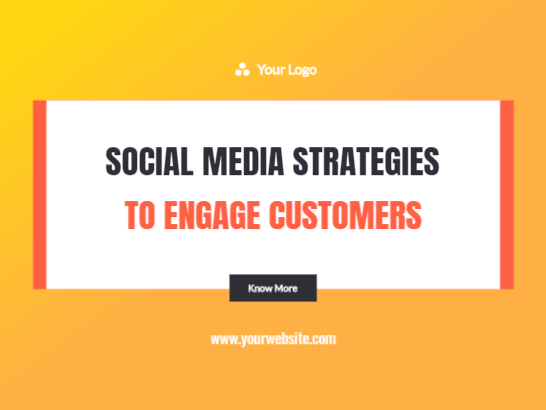 Your Logo
SOCIAL MEDIA STRATEGIES
TO ENGAGE CUSTOMERS
Know More
www.yourwebsite.com